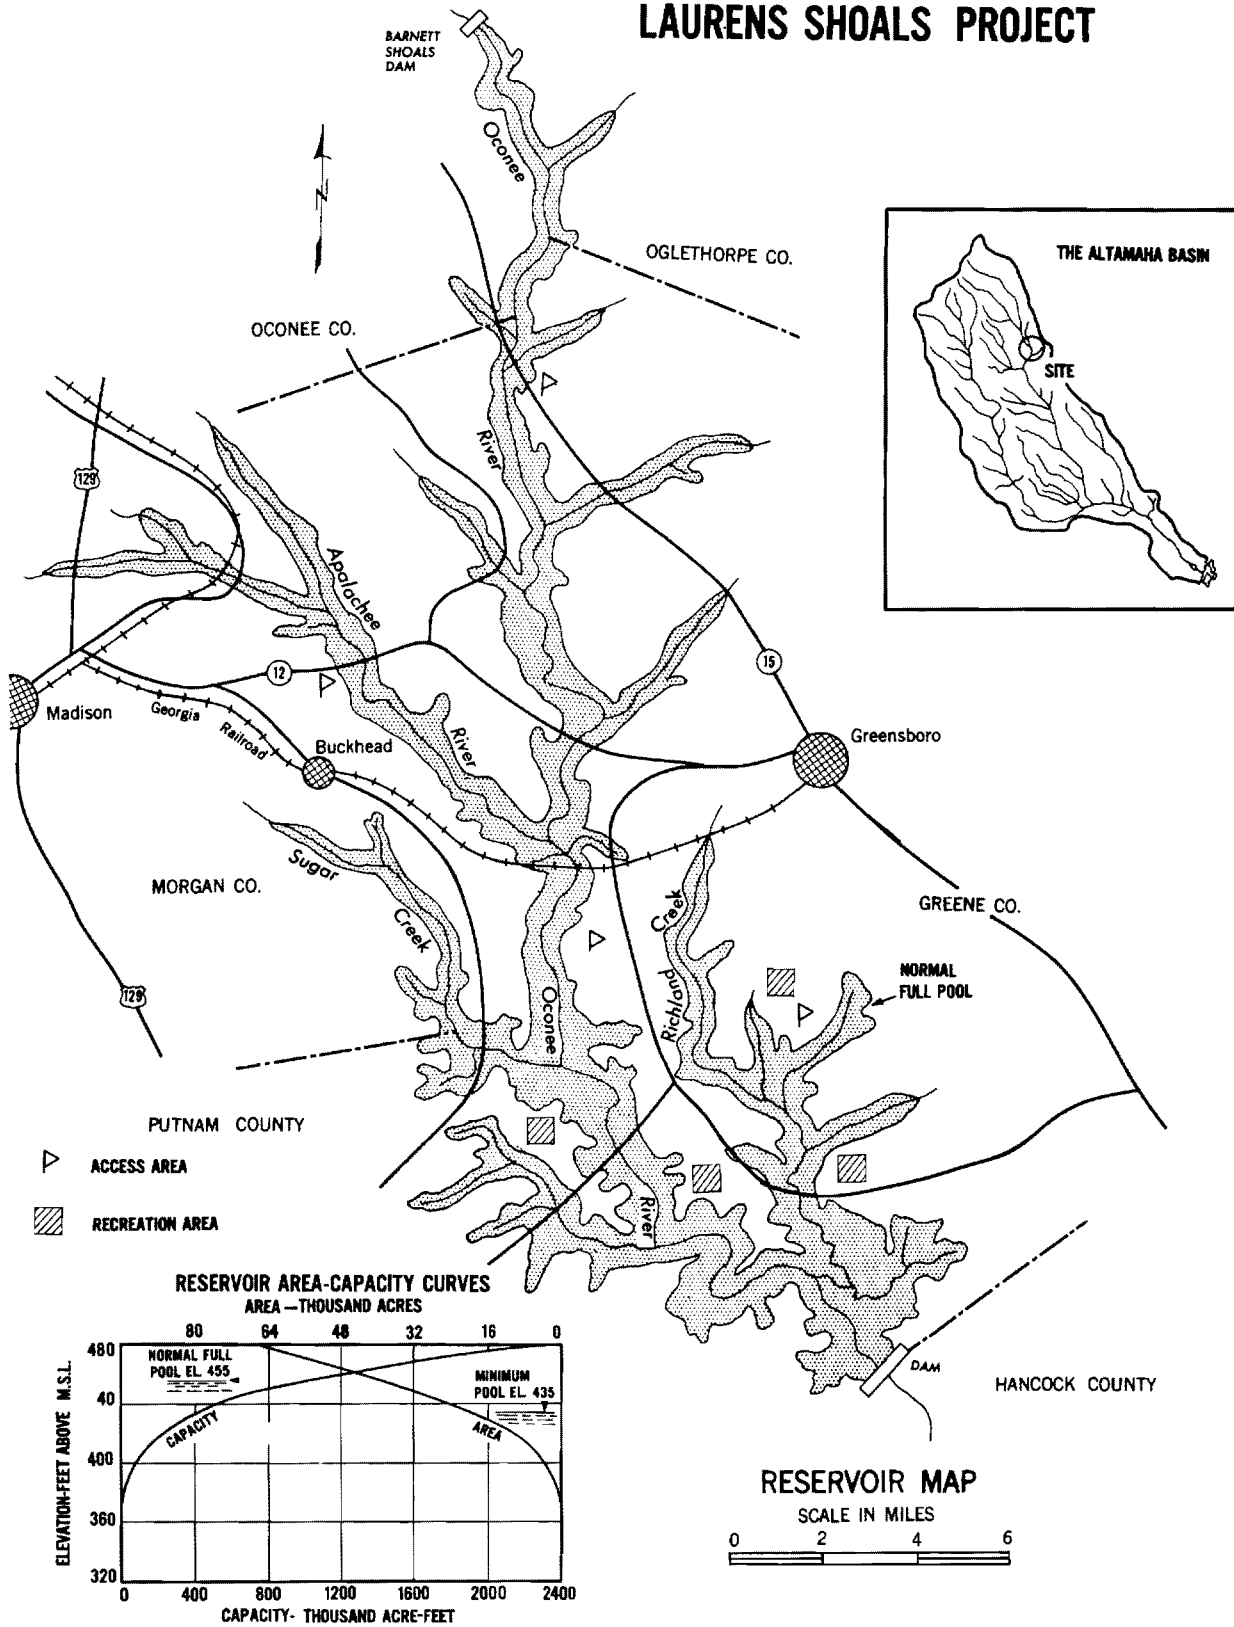 LAURENS SHOALS PROJECT
BARNETT
SHOALS
DAM
Oconee
N
OGLETHORPE CO.
THE ALTAMAHA BASIN
SITE
OCONEE CO.
River
129
Apalachee
12
15
Madison
Georgia
Railroad
Buckhead
River
Greensboro
Sugar
Creek
MORGAN CO.
Creek
Richland
GREENE CO.
NORMAL
FULL POOL
129
Oconee
PUTNAM COUNTY
ACCESS AREA
RECREATION AREA
River
DAM
HANCOCK COUNTY
RESERVOIR AREA-CAPACITY CURVES
AREA—THOUSAND ACRES
80 64 48 32 16 0
480
40
400
360
320
ELEVATION-FEET ABOVE M.S.L.
NORMAL FULL
POOL EL. 455
MINIMUM
POOL EL. 435
CAPACITY
AREA
0 400 800 1200 1600 2000 2400
CAPACITY- THOUSAND ACRE-FEET
RESERVOIR MAP
SCALE IN MILES
0 2 4 6